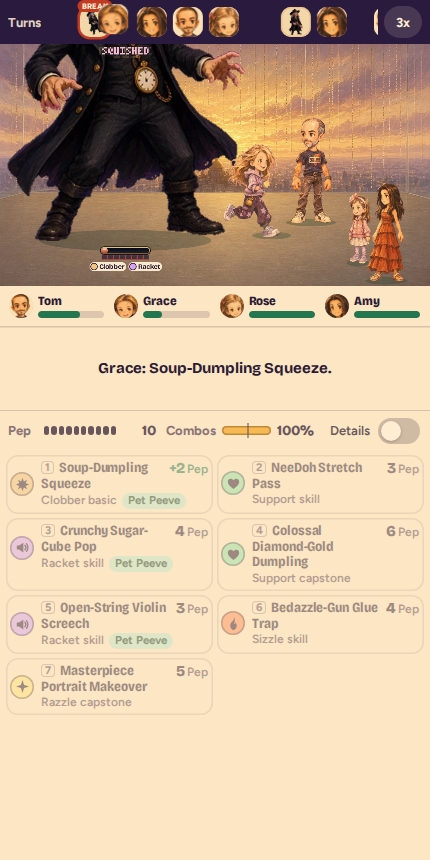 Turns
BREAK
3x
SQUISHED
Clobber Racket
Tom Grace Rose Amy
Grace: Soup-Dumpling Squeeze.
Pep 10 Combos 100% Details
1 Soup-Dumpling Squeeze +2 Pep
Clobber basic Pet Peeve
2 NeeDoh Stretch Pass 3 Pep
Support skill
3 Crunchy Sugar-Cube Pop 4 Pep
Racket skill Pet Peeve
4 Colossal Diamond-Gold Dumpling 6 Pep
Support capstone
5 Open-String Violin Screech 3 Pep
Racket skill Pet Peeve
6 Bedazzle-Gun Glue Trap 4 Pep
Sizzle skill
7 Masterpiece Portrait Makeover 5 Pep
Razzle capstone